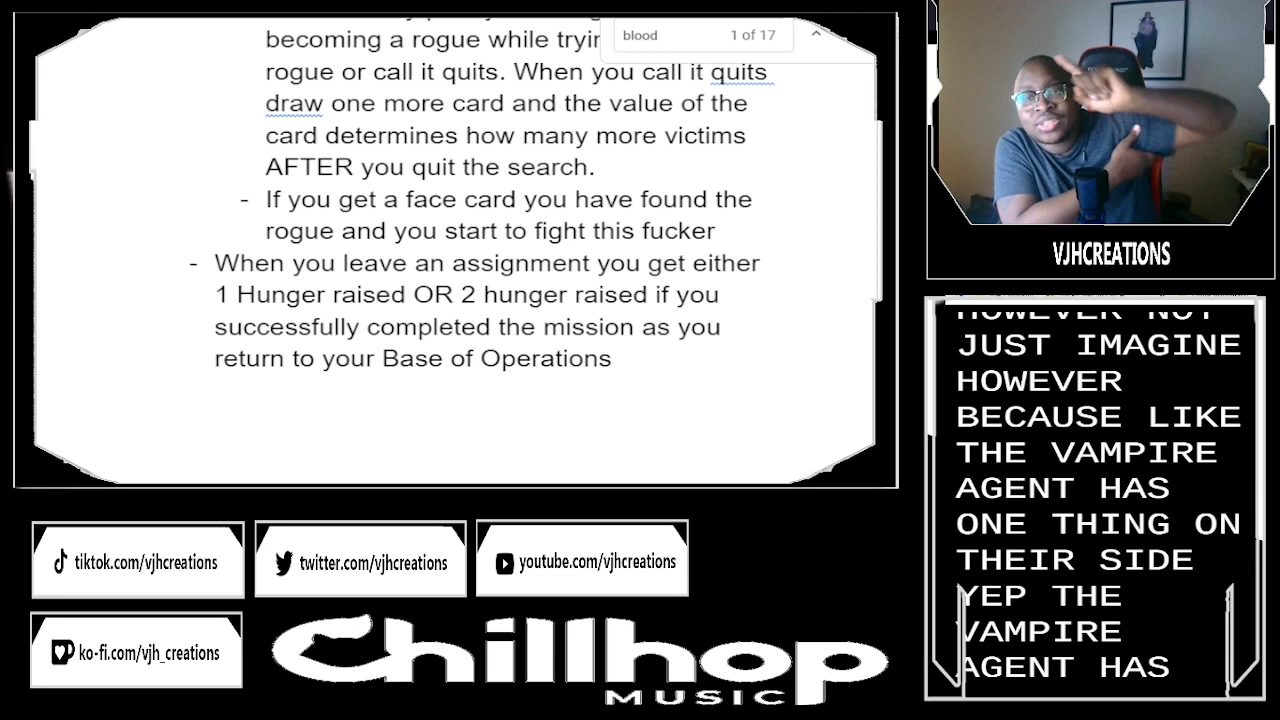 becoming a rogue while
rogue or call it quits. When you call it quits
draw one more card and the value of the
card determines how many more victims
AFTER you quit the search.
- If you get a face card you have found the
rogue and you start to fight this fucker
- When you leave an assignment you get either
1 Hunger raised OR 2 hunger raised if you
successfully completed the mission as you
return to your Base of Operations
blood 1 of 17
VJHCREATIONS
HOWEVER NOT
JUST IMAGINE
HOWEVER
BECAUSE LIKE
THE VAMPIRE
AGENT HAS
ONE THING ON
THEIR SIDE
YEP THE
VAMPIRE
AGENT HAS
tiktok.com/vjhcreations
twitter.com/vjhcreations
youtube.com/vjhcreations
ko-fi.com/vjh_creations
Chillhop
MUSIC